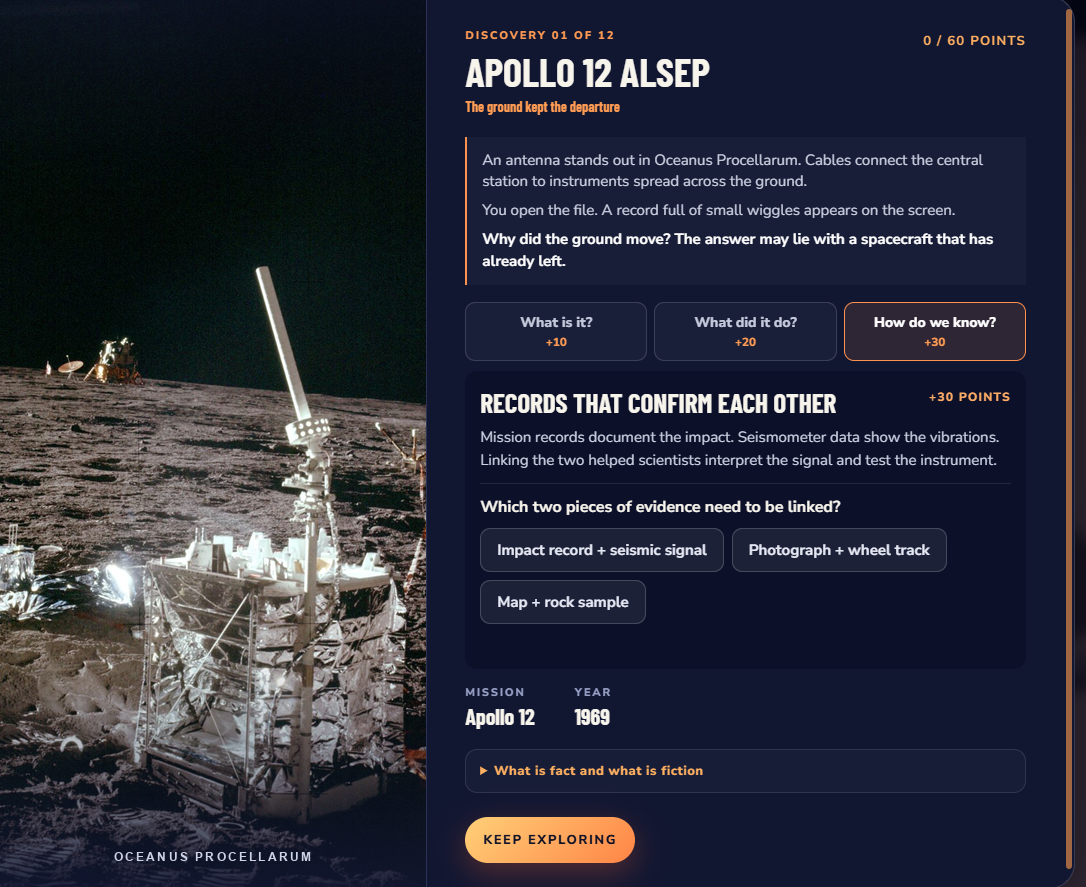 DISCOVERY 01 OF 12
0 / 60 POINTS
APOLLO 12 ALSEP
The ground kept the departure
An antenna stands out in Oceanus Procellarum. Cables connect the central
station to instruments spread across the ground.
You open the file. A record full of small wiggles appears on the screen.
Why did the ground move? The answer may lie with a spacecraft that has
already left.
What is it?
+10
What did it do?
+20
How do we know?
+30
RECORDS THAT CONFIRM EACH OTHER
+30 POINTS
Mission records document the impact. Seismometer data show the vibrations.
Linking the two helped scientists interpret the signal and test the instrument.
Which two pieces of evidence need to be linked?
Impact record + seismic signal
Photograph + wheel track
Map + rock sample
MISSION
Apollo 12
YEAR
1969
What is fact and what is fiction
KEEP EXPLORING
OCEANUS PROCELLARUM